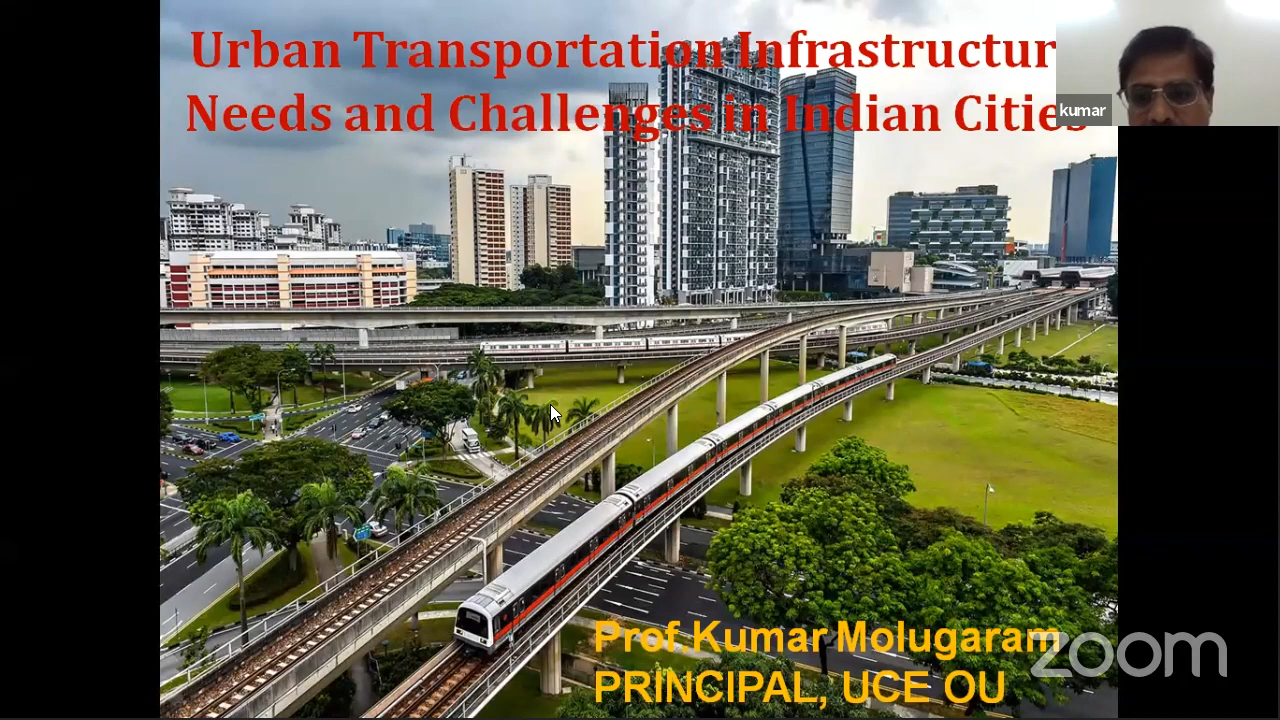 Urban Transportation Infrastructur
Needs and Challenges in Indian Cities
kumar
Prof.Kumar Molugaram
PRINCIPAL, UCE OU
zoom